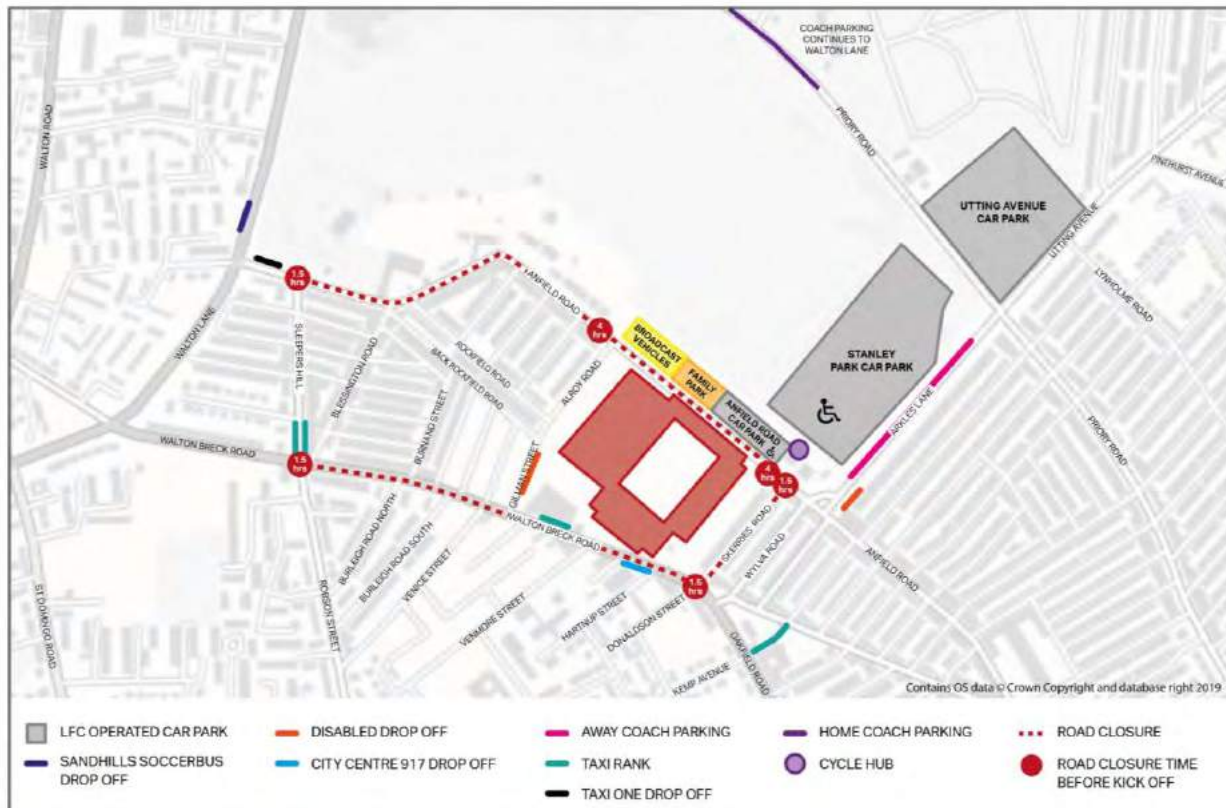 COACH PARKING
CONTINUES TO
WALTON LANE
WALTON ROAD
PRIORY ROAD
PINEHURST AVENUE
UTTING AVENUE
CAR PARK
UTTING AVENUE
LYNHOLME ROAD
1.5
hrs
ANFIELD ROAD
4
hrs
BROADCAST
VEHICLES
FAMILY
PARK
ANFIELD ROAD
CAR PARK
STANLEY
PARK CAR PARK
WALTON LANE
SLEEPERS HILL
BLESSINGTON ROAD
ROCKFIELD ROAD
BACK ROCKFIELD ROAD
ALROY ROAD
ARKLES LANE
PRIORY ROAD
BURNAND STREET
WALTON BRECK ROAD
1.5
hrs
GILMAN STREET
4
hrs
1.5
hrs
WALTON BRECK ROAD
SKERRIES ROAD
WYLVA ROAD
ANFIELD ROAD
BURLEIGH ROAD NORTH
BURLEIGH ROAD SOUTH
VENICE STREET
VENMORE STREET
HARTNUP STREET
DONALDSON STREET
1.5
hrs
ST DOMINGO ROAD
ROBSON STREET
KEMP AVENUE
OAKFIELD ROAD
Contains OS data © Crown Copyright and database right 2019
LFC OPERATED CAR PARK
DISABLED DROP OFF
AWAY COACH PARKING
HOME COACH PARKING
ROAD CLOSURE
SANDHILLS SOCCERBUS
DROP OFF
CITY CENTRE 917 DROP OFF
TAXI RANK
CYCLE HUB
ROAD CLOSURE TIME
BEFORE KICK OFF
TAXI ONE DROP OFF